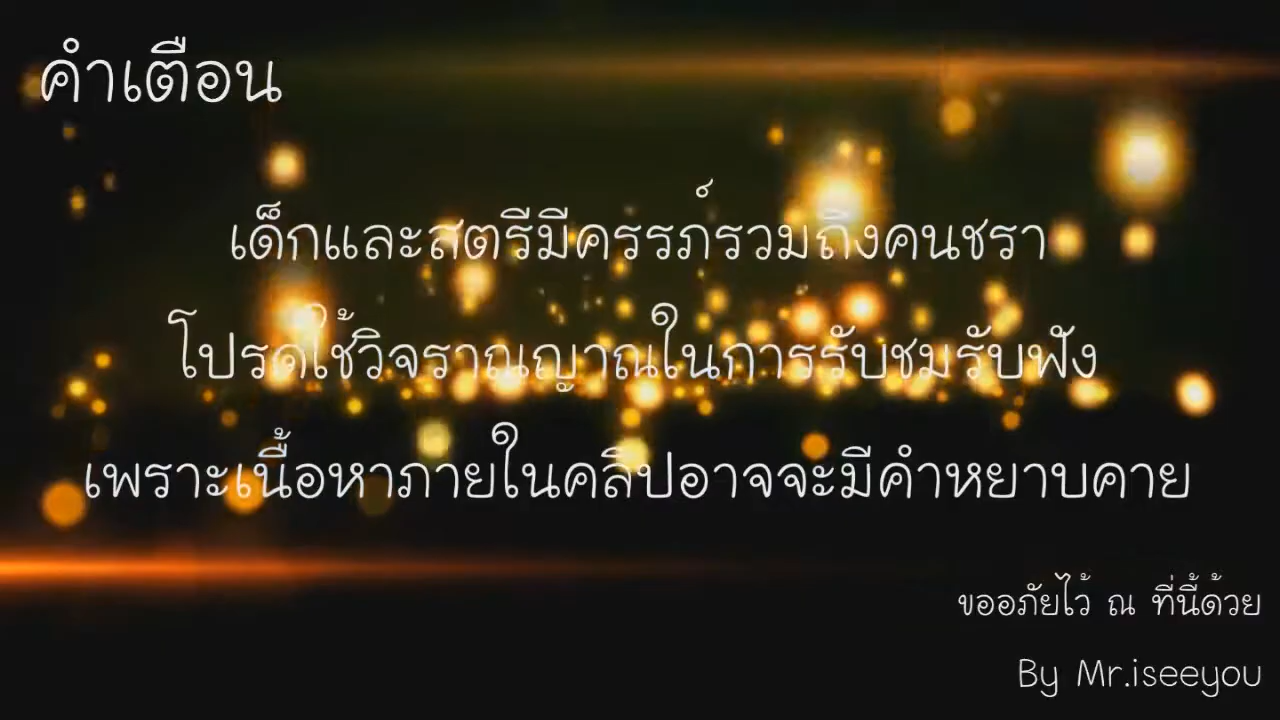 คำเตือน
เด็กและสตรีมีครรภ์รวมถึงคนชรา
โปรดใช้วิจราณญาณในการรับชมรับฟัง
เพราะเนื้อหาภายในคลิปอาจจะมีคำหยาบคาย
ขออภัยไว้ ณ ที่นี้ด้วย
By Mr.iseeyou